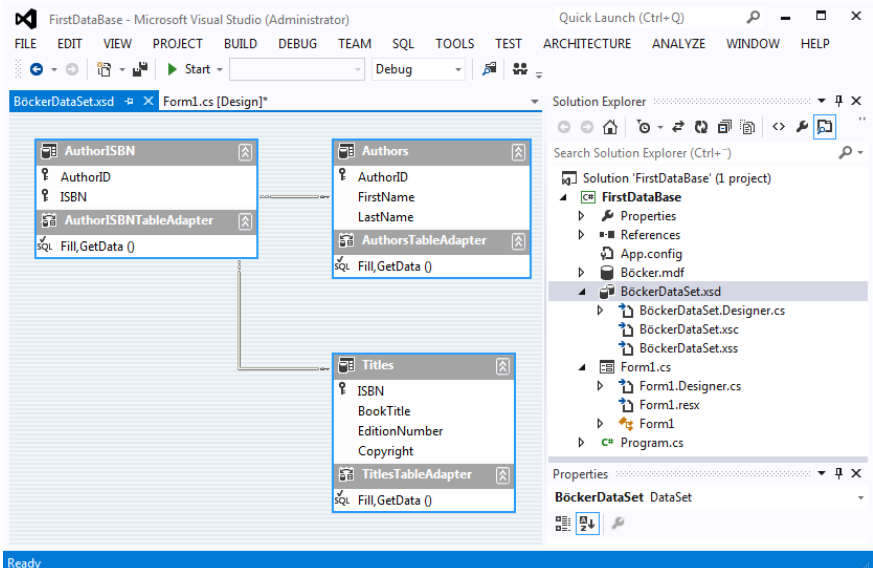 FirstDataBase - Microsoft Visual Studio (Administrator)
Quick Launch (Ctrl+Q)
FILE EDIT VIEW PROJECT BUILD DEBUG TEAM SQL TOOLS TEST ARCHITECTURE ANALYZE WINDOW HELP
Start Debug
BöckerDataSet.xsd Form1.cs [Design]*
AuthorISBN
AuthorID
ISBN
AuthorISBNTableAdapter
SQL Fill,GetData ()
Authors
AuthorID
FirstName
LastName
AuthorsTableAdapter
SQL Fill,GetData ()
Titles
ISBN
BookTitle
EditionNumber
Copyright
TitlesTableAdapter
SQL Fill,GetData ()
Solution Explorer
Search Solution Explorer (Ctrl+¨)
Solution 'FirstDataBase' (1 project)
C# FirstDataBase
Properties
References
App.config
Böcker.mdf
BöckerDataSet.xsd
BöckerDataSet.Designer.cs
BöckerDataSet.xsc
BöckerDataSet.xss
Form1.cs
Form1.Designer.cs
Form1.resx
Form1
C# Program.cs
Properties
BöckerDataSet DataSet
Ready